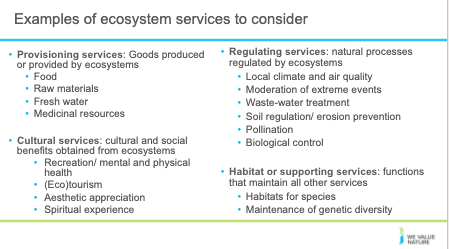 Examples of ecosystem services to consider
• Provisioning services: Goods produced
or provided by ecosystems
• Food
• Raw materials
• Fresh water
• Medicinal resources
• Cultural services: cultural and social
benefits obtained from ecosystems
• Recreation/ mental and physical
health
• (Eco)tourism
• Aesthetic appreciation
• Spiritual experience
• Regulating services: natural processes
regulated by ecosystems
• Local climate and air quality
• Moderation of extreme events
• Waste-water treatment
• Soil regulation/ erosion prevention
• Pollination
• Biological control
• Habitat or supporting services: functions
that maintain all other services
• Habitats for species
• Maintenance of genetic diversity
WE VALUE
NATURE